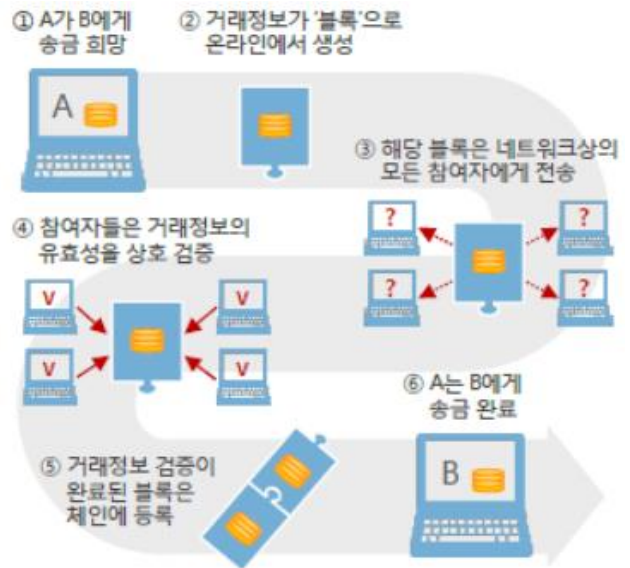 ① A가 B에게
송금 희망
② 거래정보가 '블록'으로
온라인에서 생성
A
③ 해당 블록은 네트워크상의
모든 참여자에게 전송
?
?
?
?
④ 참여자들은 거래정보의
유효성을 상호 검증
V
V
V
V
⑤ 거래정보 검증이
완료된 블록은
체인에 등록
⑥ A는 B에게
송금 완료
B